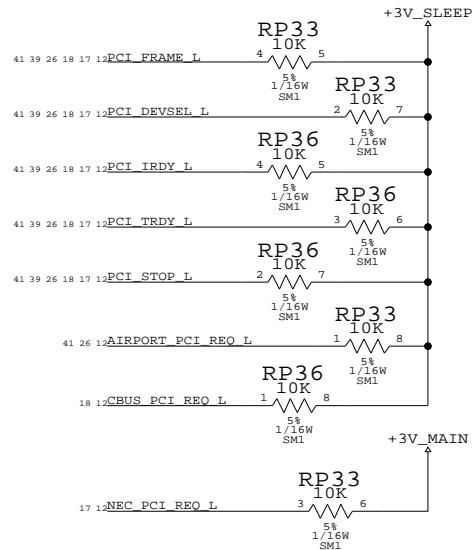 +3V_SLEEP
RP33
10K
41 39 26 18 17 12 PCI_FRAME_L 4 5
5%
1/16W
SM1
RP33
10K
41 39 26 18 17 12 PCI_DEVSEL_L 2 7
5%
1/16W
SM1
RP36
10K
41 39 26 18 17 12 PCI_IRDY_L 4 5
5%
1/16W
SM1
RP36
10K
41 39 26 18 17 12 PCI_TRDY_L 3 6
5%
1/16W
SM1
RP36
10K
41 39 26 18 17 12 PCI_STOP_L 2 7
5%
1/16W
SM1
RP33
10K
41 26 12 AIRPORT_PCI_REQ_L 1 8
5%
1/16W
SM1
RP36
10K
18 12 CBUS_PCI_REQ_L 1 8
5%
1/16W
SM1
+3V_MAIN
RP33
10K
17 12 NEC_PCI_REQ_L 3 6
5%
1/16W
SM1